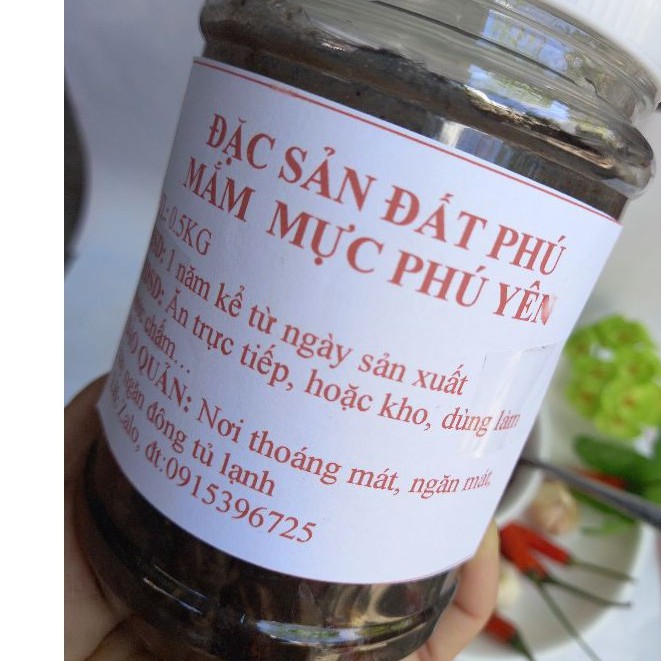 ĐẶC SẢN ĐẤT PHÚ
MẮM MỰC PHÚ YÊN
0.5KG
1 năm kể từ ngày sản xuất
Ăn trực tiếp, hoặc kho, dùng làm
chấm...
QUÁN: Nơi thoáng mát, ngăn mát,
ngăn đông tủ lạnh
Zalo, đt:0915396725